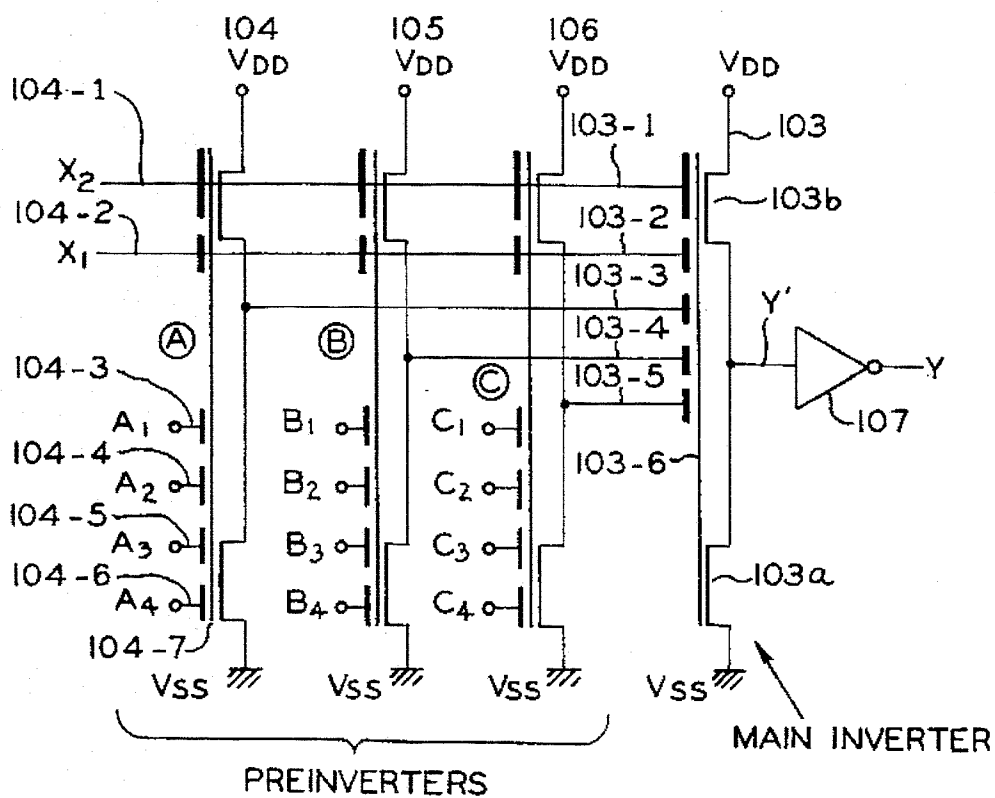 104 105 106
VDD VDD VDD VDD
104-1 103-1 103
X2
104-2 103-2 103b
X1
103-3
Y'
A B 103-4
104-3 C 103-5 Y
A1 B1 C1 107
104-4 103-6
A2 B2 C2
104-5
A3 B3 C3
104-6 103a
A4 B4 C4
104-7
VSS VSS VSS VSS
MAIN INVERTER
PREINVERTERS